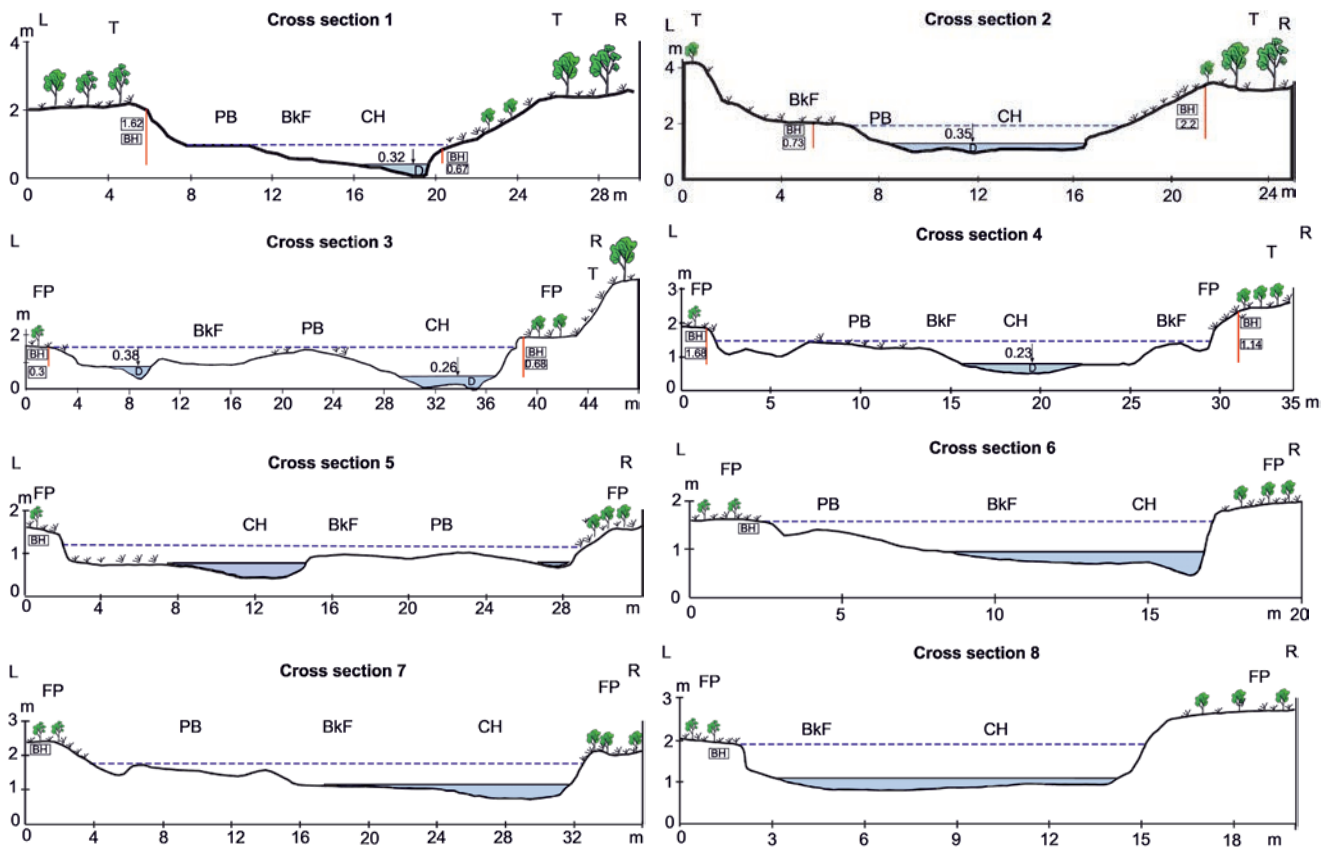 Cross section 1
L T T R
m
4
PB BkF CH
2
1.62
BH
0.32
D
BH
0.67
0
0 4 8 12 16 20 24 28 m
Cross section 2
L T T R
m
4
BkF PB CH
2
BH
0.73
0.35
D
BH
2.2
0
0 4 8 12 16 20 24 m
Cross section 3
L R
T
FP FP
m
BkF PB CH
2
1
0
BH
0.3
0.38
D
0.26
D
BH
0.68
0 4 8 12 16 20 24 28 32 36 40 44 m
Cross section 4
L R
T
m
3
FP FP
PB BkF CH BkF
2
1
0
BH
1.68
0.23
D
BH
1.14
0 5 10 15 20 25 30 35 m
Cross section 5
L R
m FP FP
2
CH BkF PB
BH
1
0
0 4 8 12 16 20 24 28 m
Cross section 6
L R
m FP FP
2
PB BkF CH
BH
1
0
0 5 10 15 m 20
Cross section 7
L R
FP FP
m
3
PB BkF CH
BH
2
1
0
0 4 8 12 16 20 24 28 32 m
Cross section 8
L R
m FP FP
3
BkF CH
2
BH
1
0
0 3 6 9 12 15 18 m